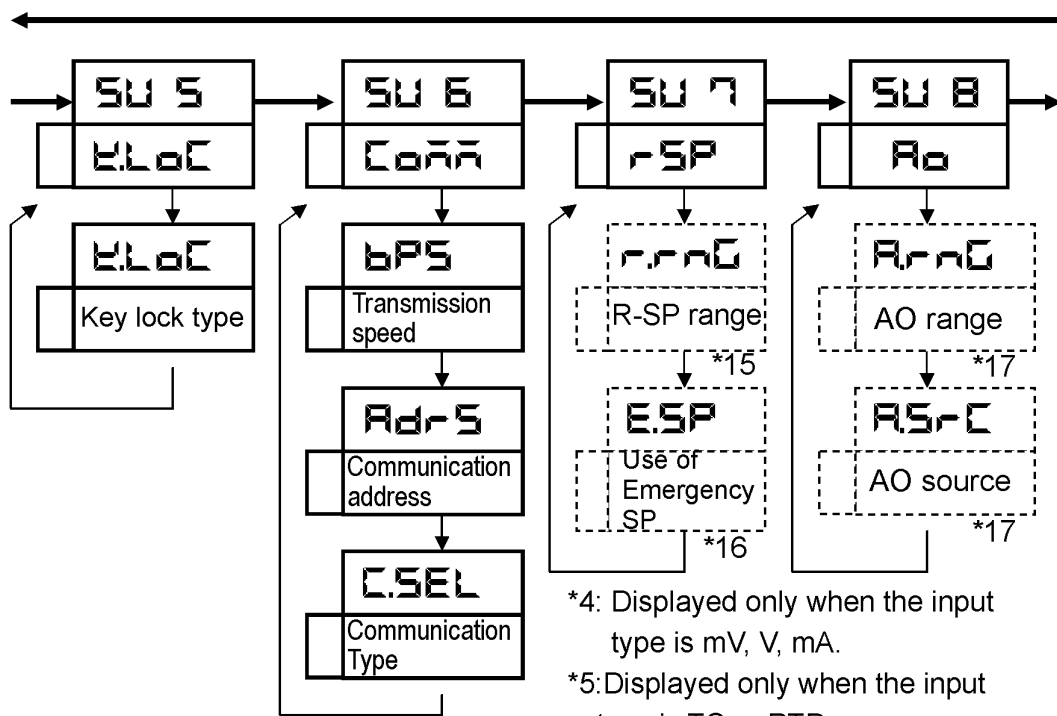 SU 5
K.LoC
K.LoC
Key lock type
SU 6
Comm
bPS
Transmission
speed
AdrS
Communication
address
C.SEL
Communication
Type
SU 7
rSP
r.rnG
R-SP range
*15
E.SP
Use of
Emergency
SP
*16
SU 8
Ao
A.rnG
AO range
*17
A.SrC
AO source
*17
*4: Displayed only when the input
type is mV, V, mA.
*5:Displayed only when the input